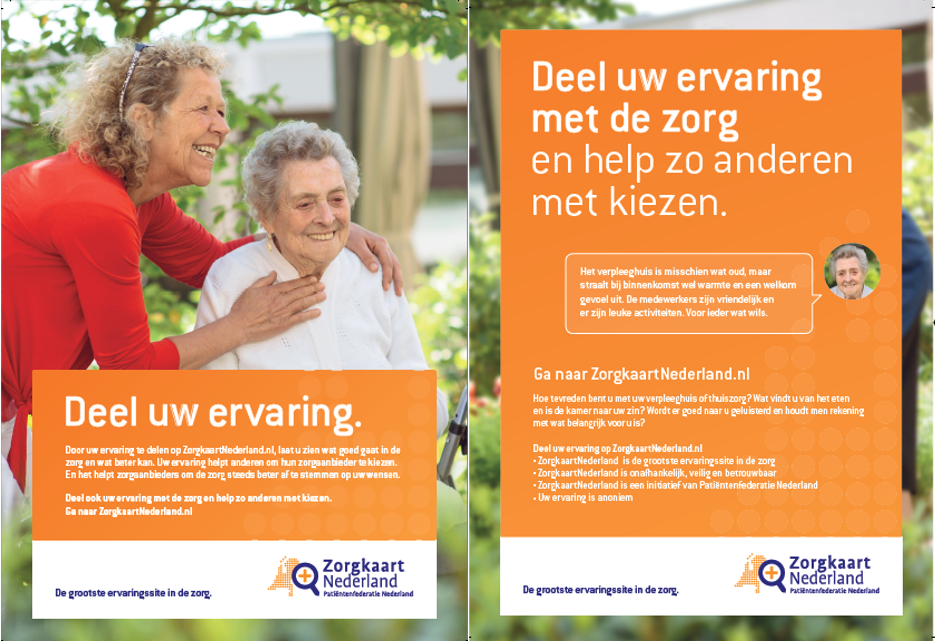 Deel uw ervaring.
Door uw ervaring te delen op ZorgkaartNederland.nl, laat u zien wat goed gaat in de
zorg en wat beter kan. Uw ervaring helpt anderen om hun zorgaanbieder te kiezen.
En het helpt zorgaanbieders om de zorg steeds beter af te stemmen op uw wensen.
Deel ook uw ervaring met de zorg en help zo anderen met kiezen.
Ga naar ZorgkaartNederland.nl
De grootste ervaringssite in de zorg.
Zorgkaart
Nederland
Patiëntenfederatie Nederland
Deel uw ervaring
met de zorg
en help zo anderen
met kiezen.
Het verpleeghuis is misschien wat oud, maar
straalt bij binnenkomst wel warmte en een welkom
gevoel uit. De medewerkers zijn vriendelijk en
er zijn leuke activiteiten. Voor ieder wat wils.
Ga naar ZorgkaartNederland.nl
Hoe tevreden bent u met uw verpleeghuis of thuiszorg? Wat vindt u van het eten
en is de kamer naar uw zin? Wordt er goed naar u geluisterd en houdt men rekening
met wat belangrijk voor u is?
Deel uw ervaring op ZorgkaartNederland.nl
• ZorgkaartNederland is de grootste ervaringssite in de zorg
• ZorgkaartNederland is onafhankelijk, veilig en betrouwbaar
• ZorgkaartNederland is een initiatief van Patiëntenfederatie Nederland
• Uw ervaring is anoniem
De grootste ervaringssite in de zorg.
Zorgkaart
Nederland
Patiëntenfederatie Nederland